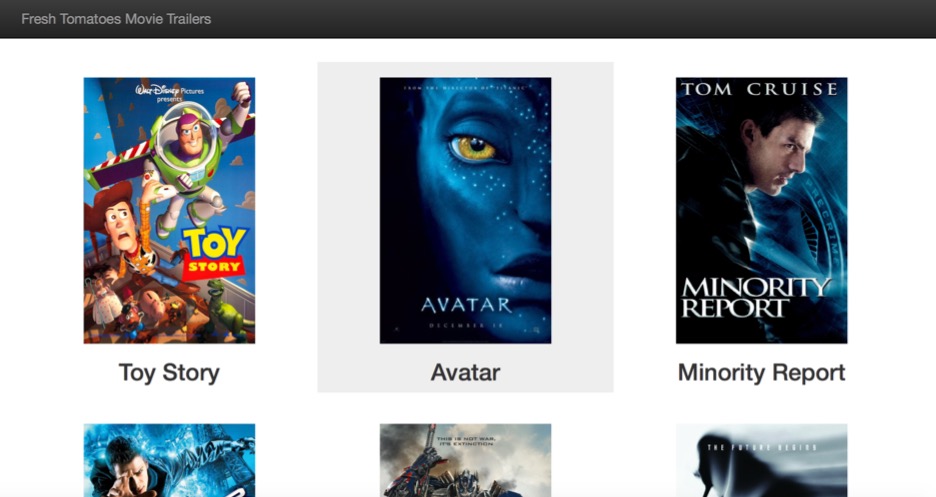 Fresh Tomatoes Movie Trailers
Walt Disney Pictures
presents
TOY
STORY
FROM THE DIRECTOR OF TITANIC
AVATAR
DECEMBER 18
TOM CRUISE
PRECRIME
MINORITY
REPORT
Toy Story
Avatar
Minority Report
THIS IS NOT WAR.
IT'S EXTINCTION.
THE FUTURE BEGINS